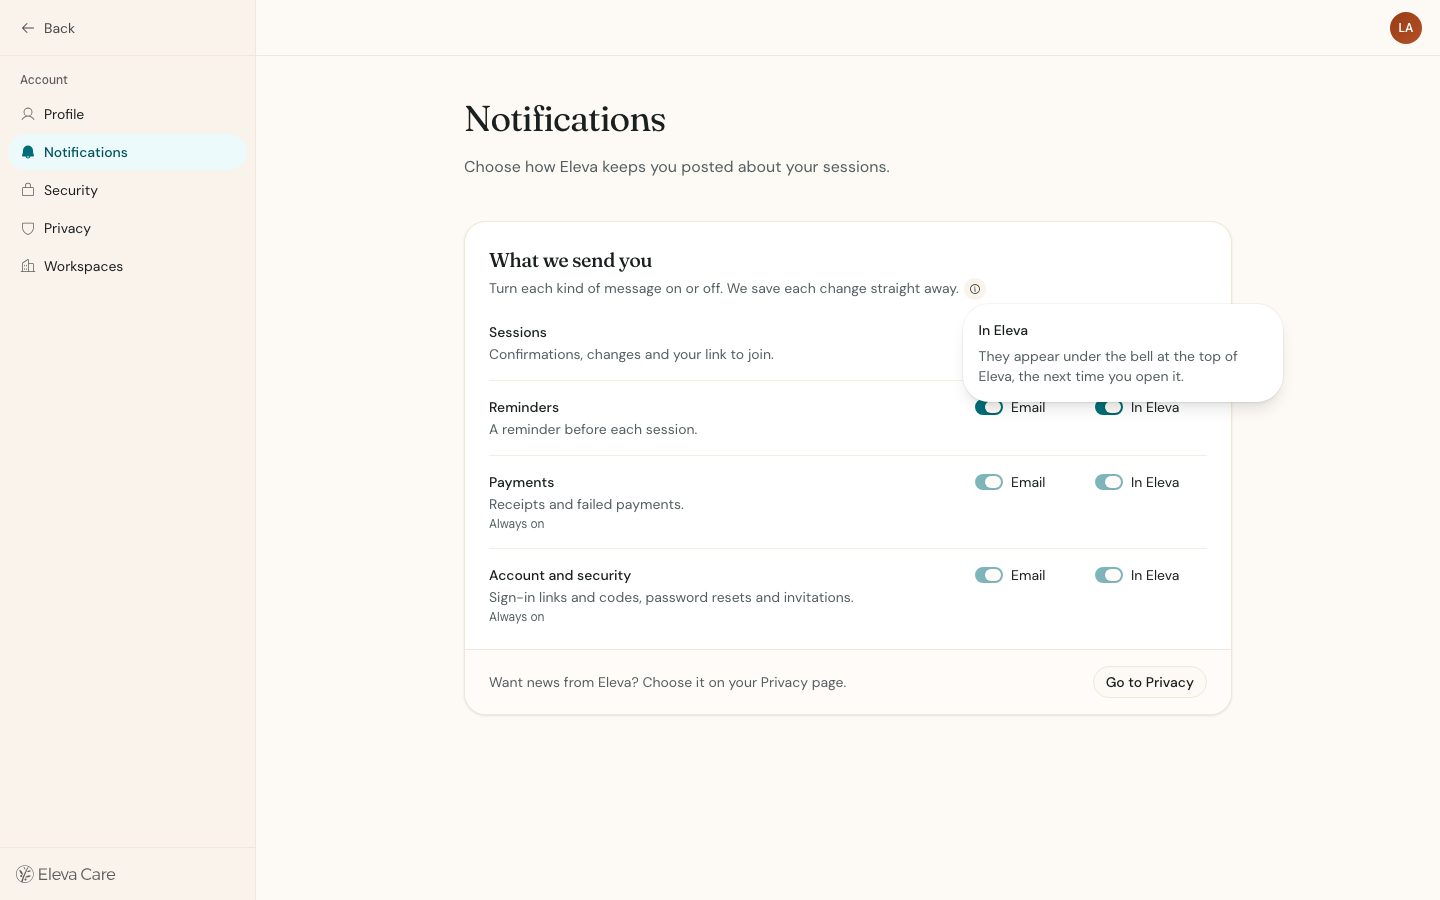 Back
LA
Account
Profile
Notifications
Security
Privacy
Workspaces
Eleva Care
Notifications
Choose how Eleva keeps you posted about your sessions.
What we send you
Turn each kind of message on or off. We save each change straight away.
In Eleva
They appear under the bell at the top of
Eleva, the next time you open it.
Sessions
Confirmations, changes and your link to join.
Reminders
Email
In Eleva
A reminder before each session.
Payments
Email
In Eleva
Receipts and failed payments.
Always on
Account and security
Email
In Eleva
Sign-in links and codes, password resets and invitations.
Always on
Want news from Eleva? Choose it on your Privacy page.
Go to Privacy